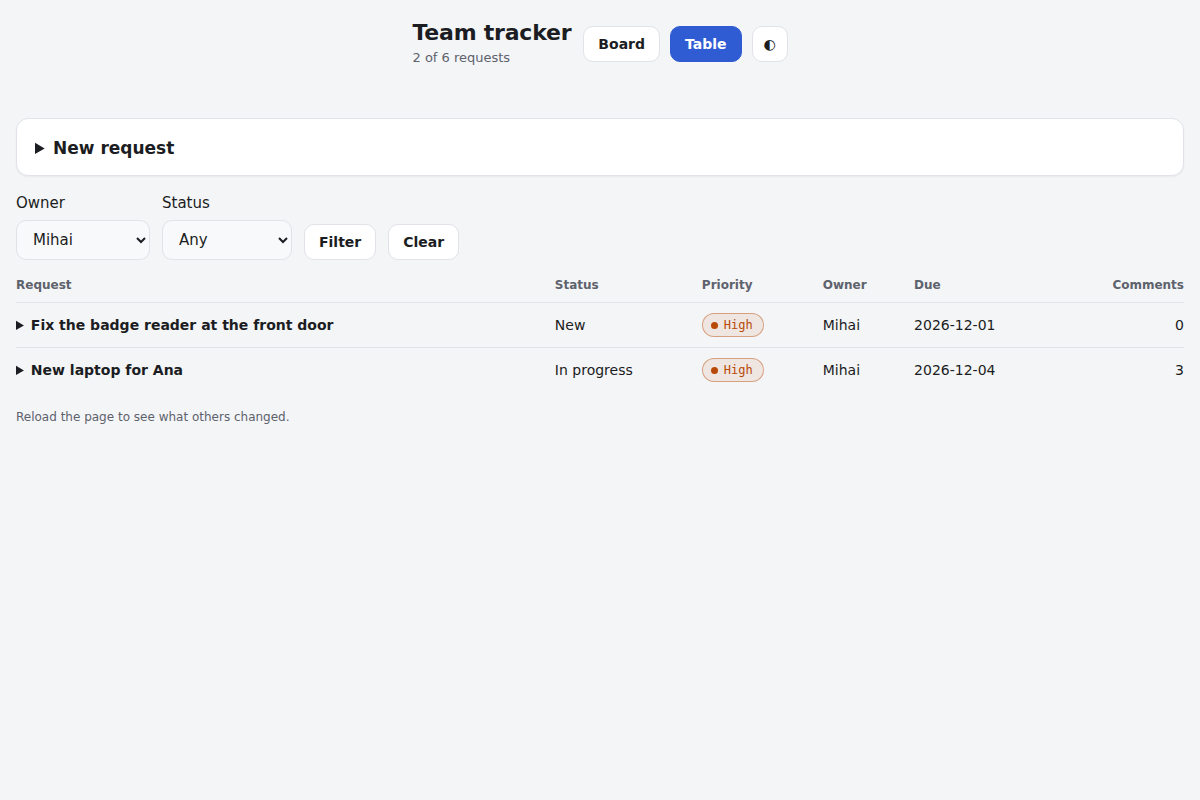 Team tracker
2 of 6 requests
Board
Table
New request
Owner
Status
Mihai
Any
Filter
Clear
Request Status Priority Owner Due Comments
Fix the badge reader at the front door New High Mihai 2026-12-01 0
New laptop for Ana In progress High Mihai 2026-12-04 3
Reload the page to see what others changed.